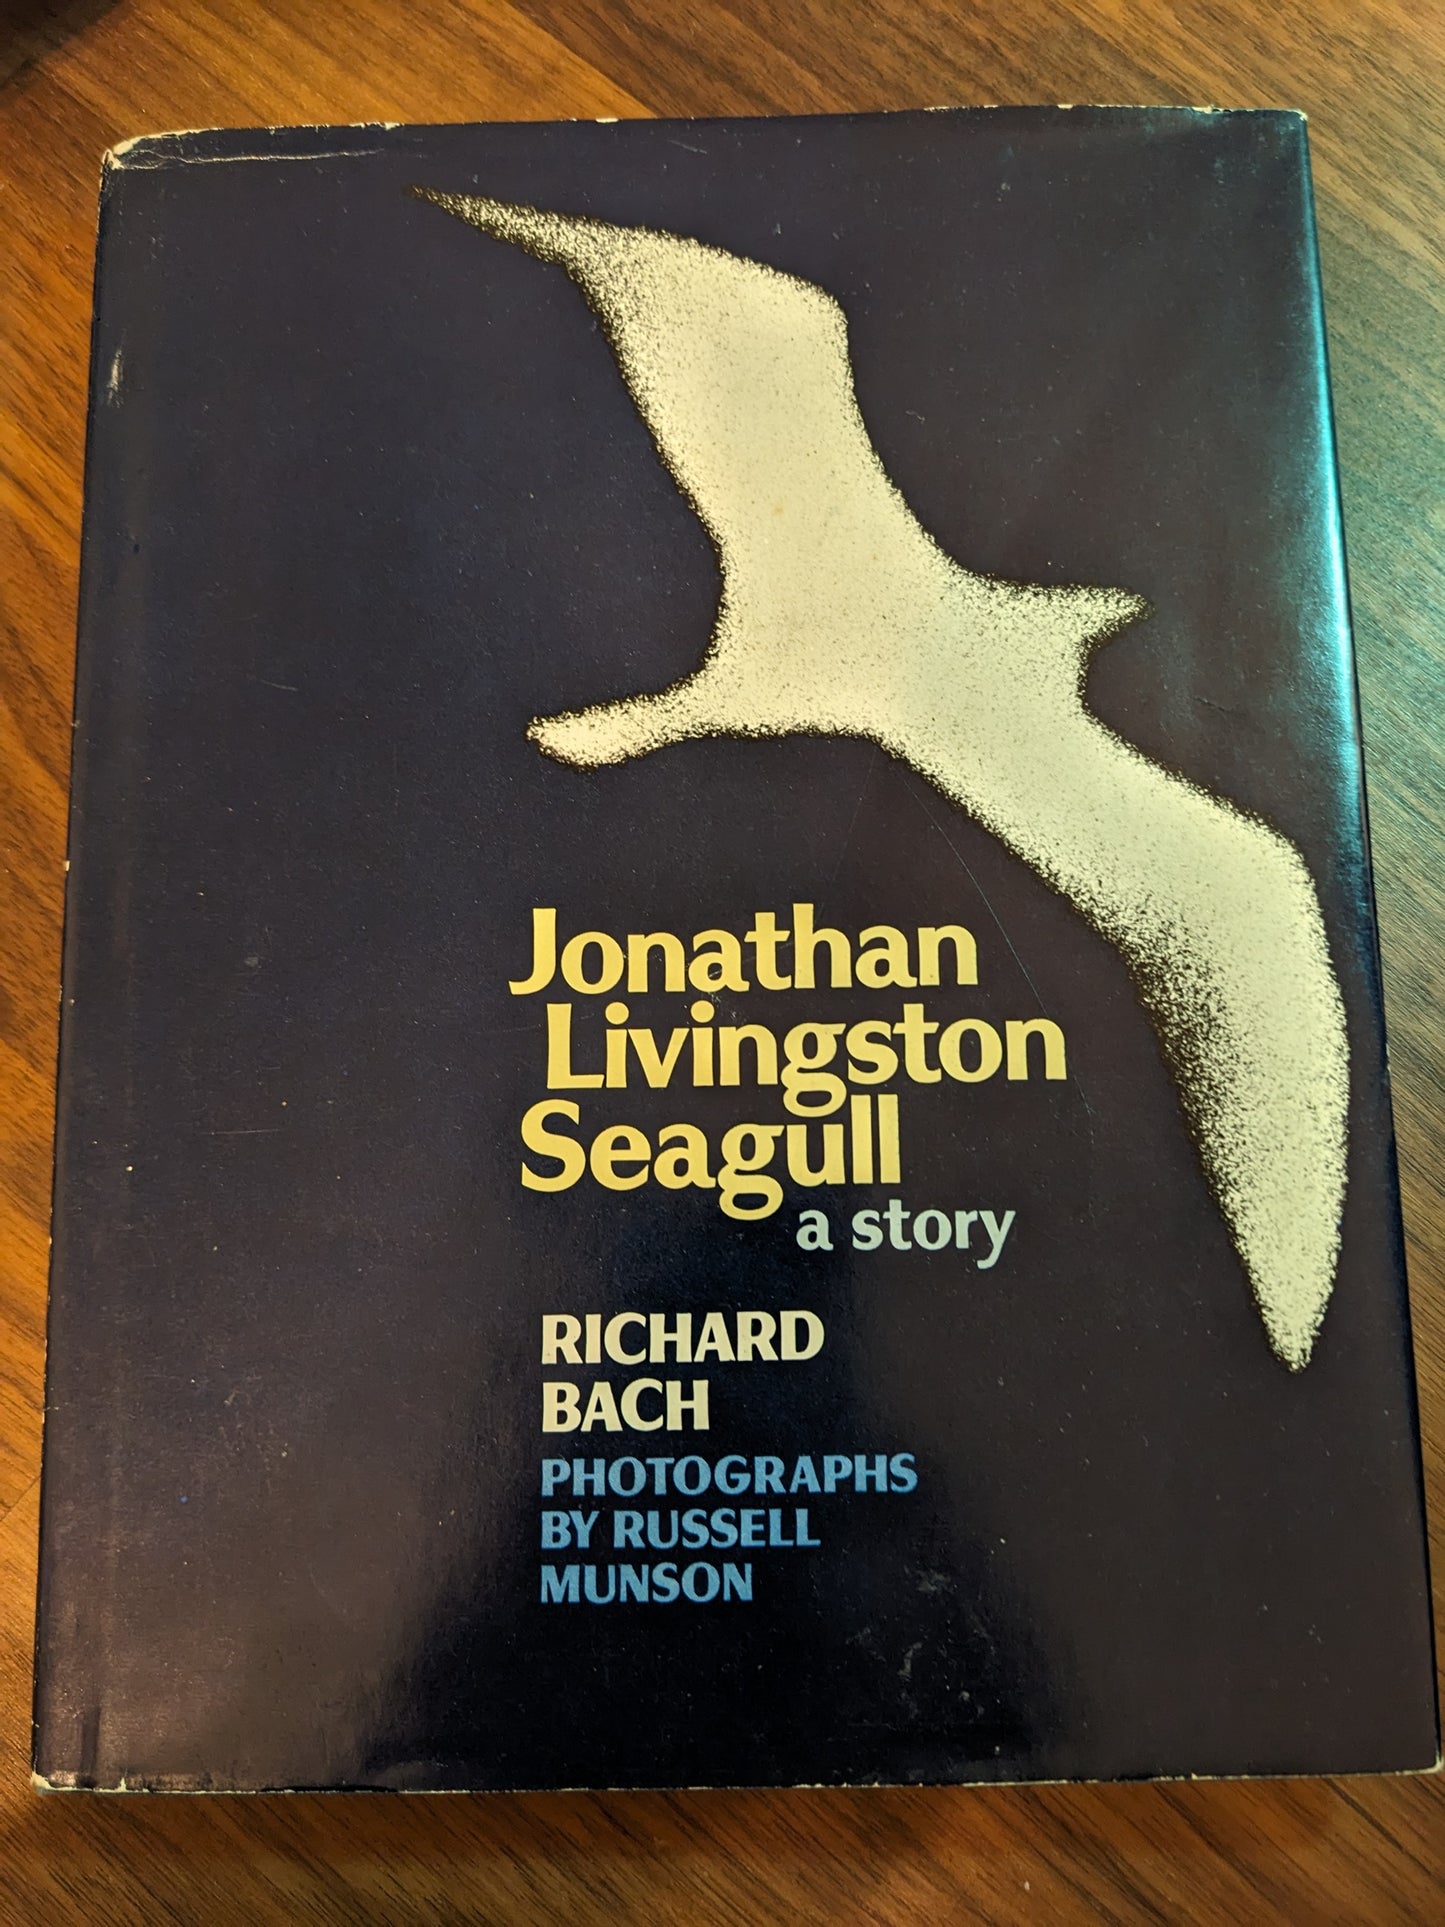 Jonathan
Livingston
Seagull
a story
RICHARD
BACH
PHOTOGRAPHS
BY RUSSELL
MUNSON